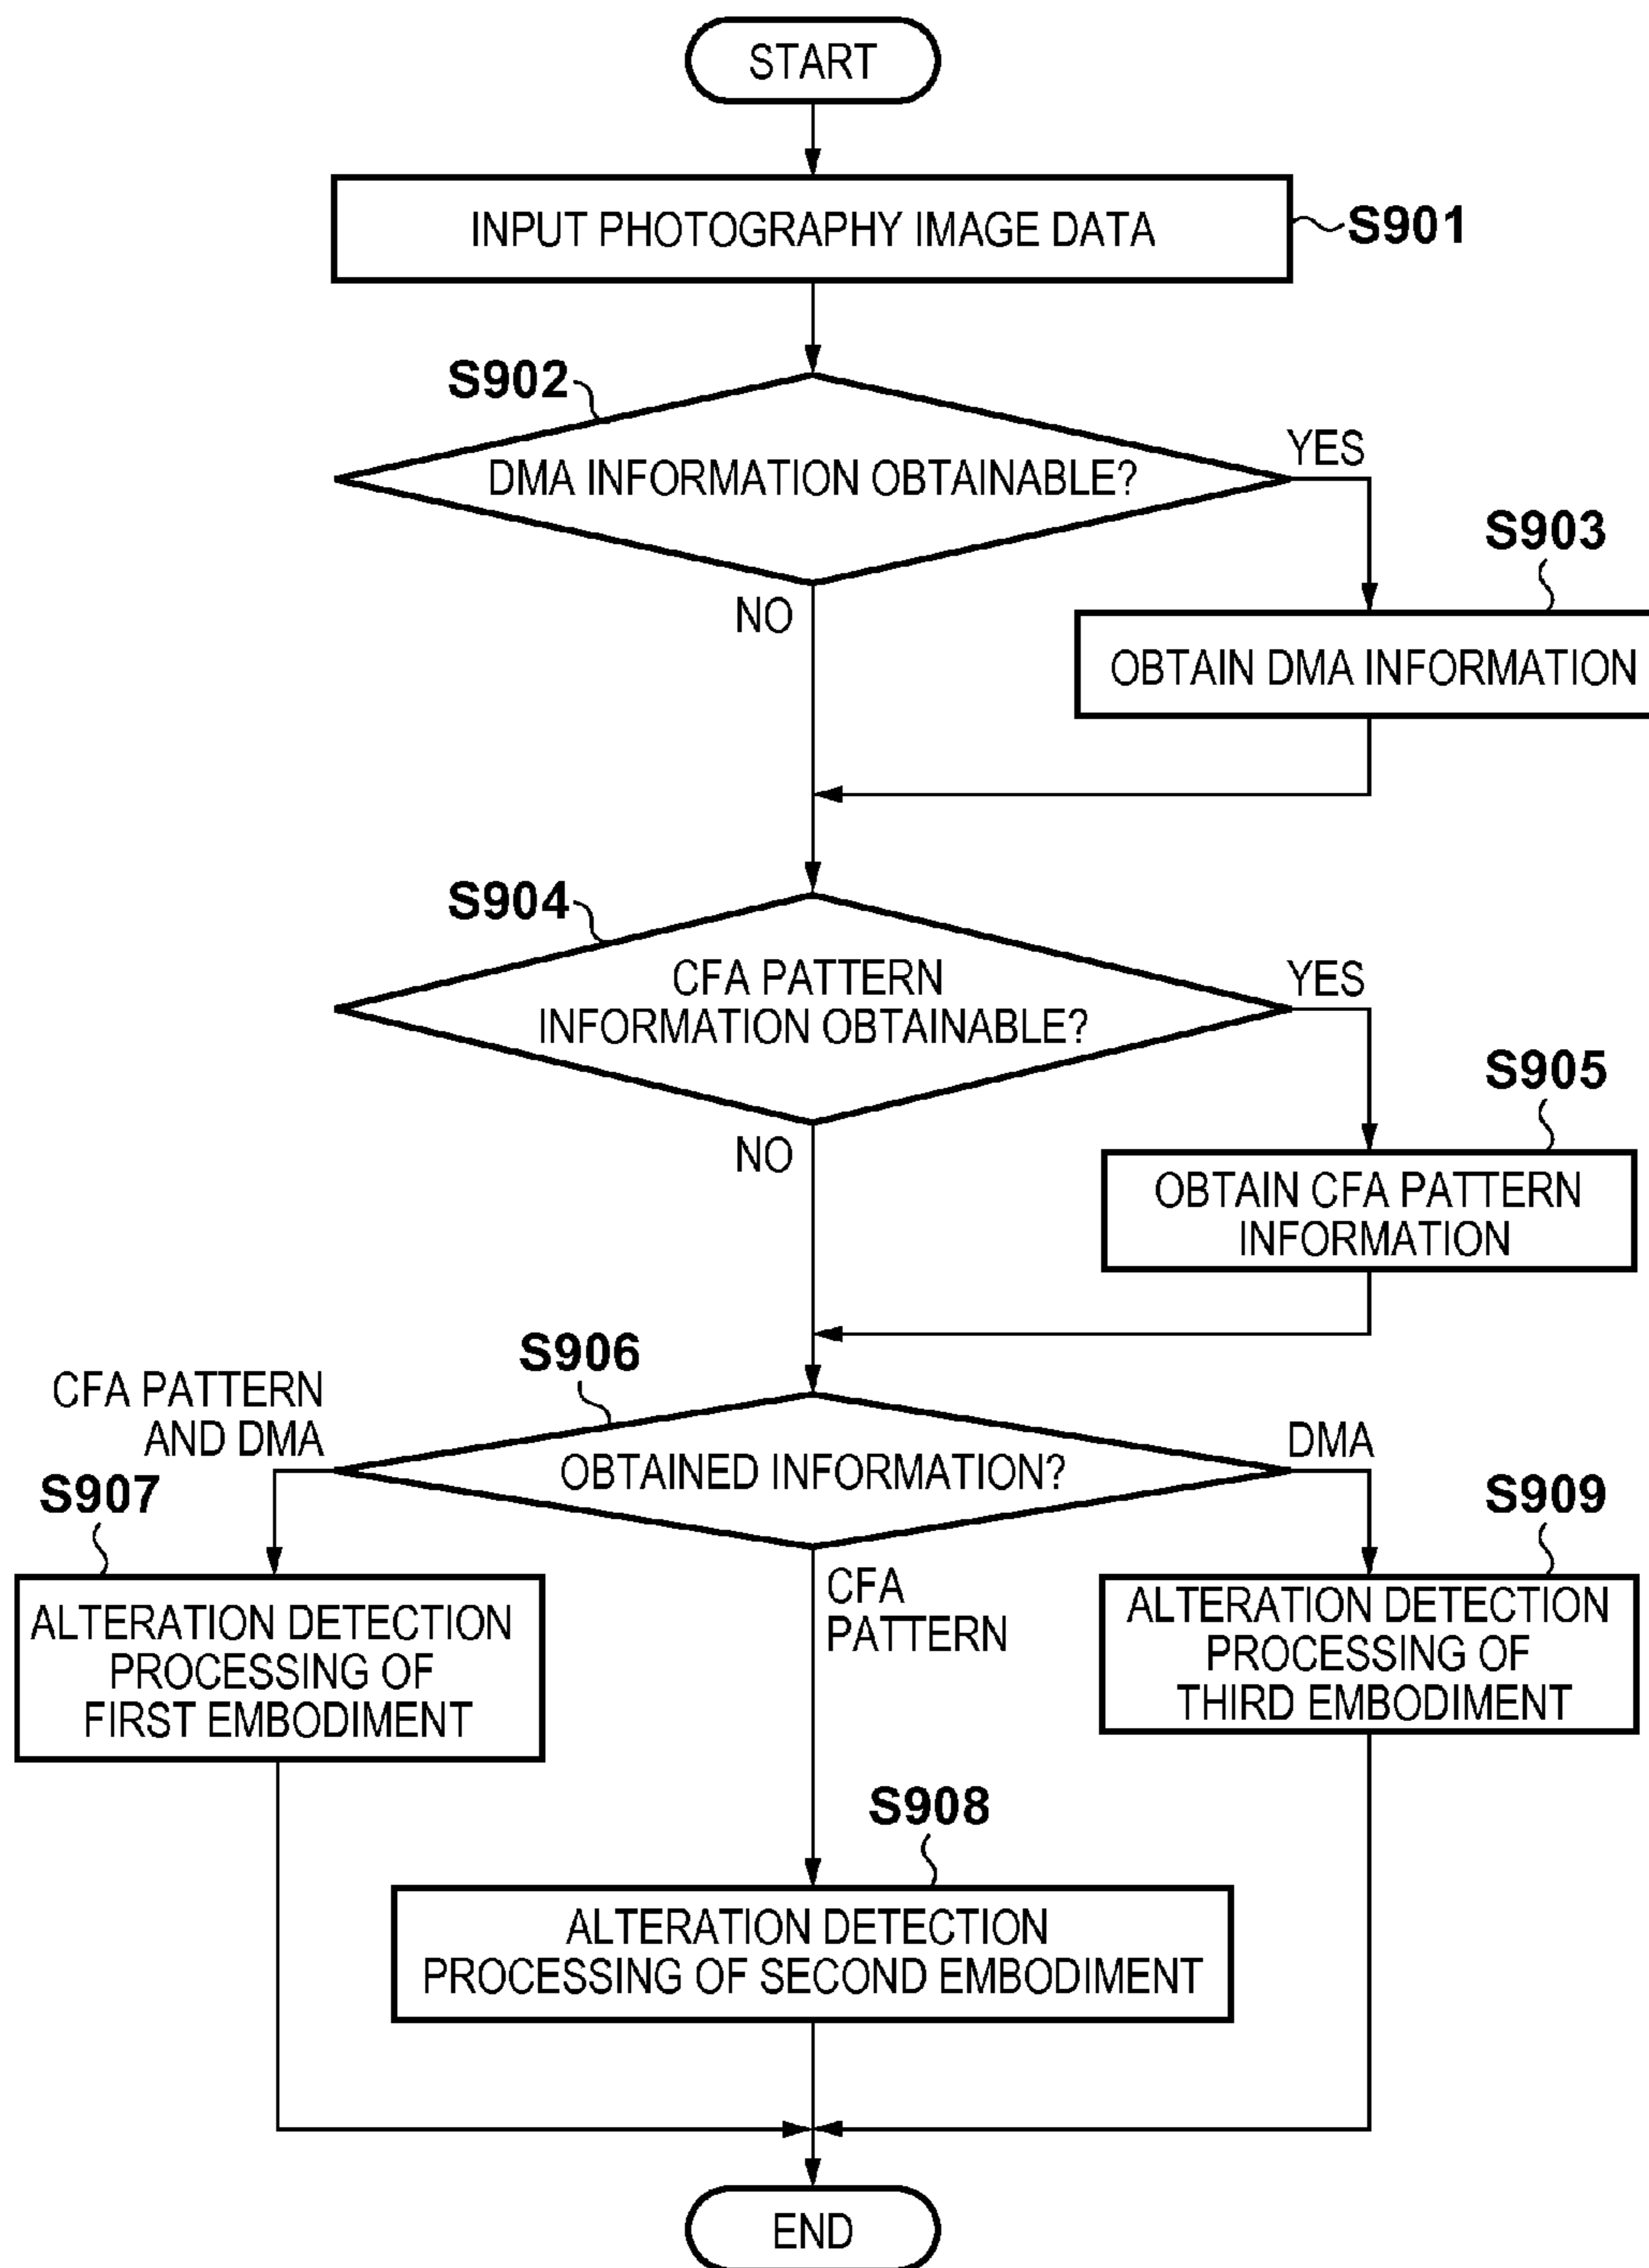 START
INPUT PHOTOGRAPHY IMAGE DATA
S901
S902
DMA INFORMATION OBTAINABLE?
YES
NO
S903
OBTAIN DMA INFORMATION
S904
CFA PATTERN
INFORMATION OBTAINABLE?
YES
NO
S905
OBTAIN CFA PATTERN
INFORMATION
S906
OBTAINED INFORMATION?
CFA PATTERN
AND DMA
S907
ALTERATION DETECTION
PROCESSING OF
FIRST EMBODIMENT
CFA
PATTERN
S908
ALTERATION DETECTION
PROCESSING OF SECOND EMBODIMENT
DMA
S909
ALTERATION DETECTION
PROCESSING OF
THIRD EMBODIMENT
END